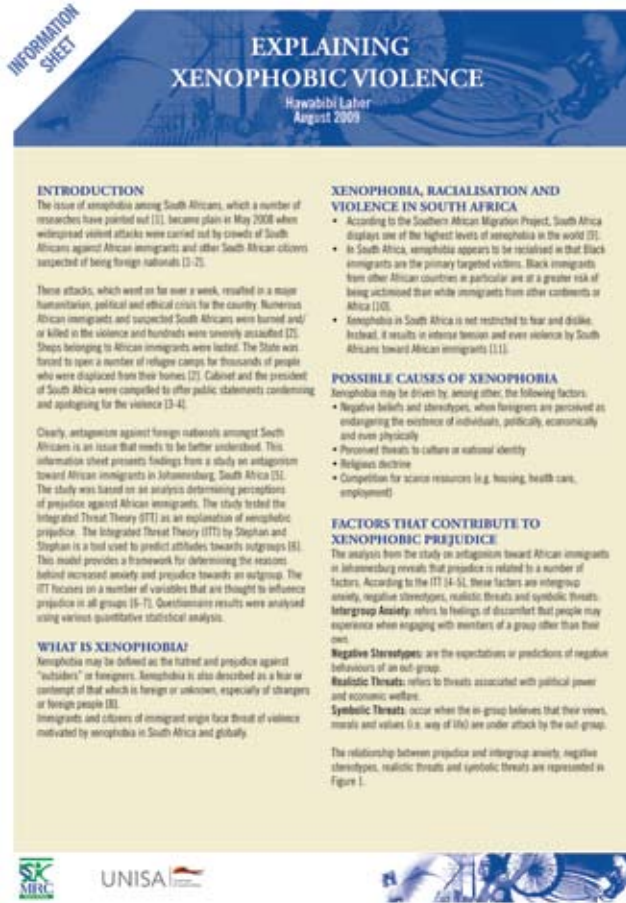 INFORMATION
SHEET
EXPLAINING
XENOPHOBIC VIOLENCE
Hawabibi Laher
August 2009
INTRODUCTION
The issue of xenophobia among South Africans, which a number of
researches have pointed out [1], became plain in May 2008 when
widespread violent attacks were carried out by crowds of South
Africans against African immigrants and other South African citizens
suspected of being foreign nationals [1-2].
These attacks, which went on for over a week, resulted in a major
humanitarian, political and ethical crisis for the country. Numerous
African immigrants and suspected South Africans were burned and/
or killed in the violence and hundreds were severely assaulted [2].
Shops belonging to African immigrants were looted. The State was
forced to open a number of refugee camps for thousands of people
who were displaced from their homes [2]. Cabinet and the president
of South Africa were compelled to offer public statements condemning
and apologising for the violence [3-4].
Clearly, antagonism against foreign nationals amongst South
Africans is an issue that needs to be better understood. This
information sheet presents findings from a study on antagonism
toward African immigrants in Johannesburg, South Africa [5].
The study was based on an analysis determining perceptions
of prejudice against African immigrants. The study tested the
Integrated Threat Theory (ITT) as an explanation of xenophobic
prejudice. The Integrated Threat Theory (ITT) by Stephan and
Stephan is a tool used to predict attitudes towards outgroups [6].
This model provides a framework for determining the reasons
behind increased anxiety and prejudice towards an outgroup. The
ITT focuses on a number of variables that are thought to influence
prejudice in all groups [6-7]. Questionnaire results were analysed
using various quantitative statistical analysis.
WHAT IS XENOPHOBIA?
Xenophobia may be defined as the hatred and prejudice against
"outsiders" or foreigners. Xenophobia is also described as a fear or
contempt of that which is foreign or unknown, especially of strangers
or foreign people [8].
Immigrants and citizens of immigrant origin face threat of violence
motivated by xenophobia in South Africa and globally.
XENOPHOBIA, RACIALISATION AND
VIOLENCE IN SOUTH AFRICA
• According to the Southern African Migration Project, South Africa
displays one of the highest levels of xenophobia in the world [9].
• In South Africa, xenophobia appears to be racialised in that Black
immigrants are the primary targeted victims. Black immigrants
from other African countries in particular are at a greater risk of
being victimised than white immigrants from other continents or
Africa [10].
• Xenophobia in South Africa is not restricted to fear and dislike.
Instead, it results in intense tension and even violence by South
Africans toward African immigrants [11].
POSSIBLE CAUSES OF XENOPHOBIA
Xenophobia may be driven by, among other, the following factors:
• Negative beliefs and stereotypes, when foreigners are perceived as
endangering the existence of individuals, politically, economically
and even physically
• Perceived threats to culture or national identity
• Religious doctrine
• Competition for scarce resources (e.g. housing, health care,
employment)
FACTORS THAT CONTRIBUTE TO
XENOPHOBIC PREJUDICE
The analysis from the study on antagonism toward African immigrants
in Johannesburg reveals that prejudice is related to a number of
factors. According to the ITT [4-5], these factors are intergroup
anxiety, negative stereotypes, realistic threats and symbolic threats:
Intergroup Anxiety: refers to feelings of discomfort that people may
experience when engaging with members of a group other than their
own.
Negative Stereotypes: are the expectations or predictions of negative
behaviours of an out-group.
Realistic Threats: refers to threats associated with political power
and economic welfare.
Symbolic Threats: occur when the in-group believes that their views,
morals and values (i.e. way of life) are under attack by the out-group.
The relationship between prejudice and intergroup anxiety, negative
stereotypes, realistic threats and symbolic threats are represented in
Figure 1.
MRC
UNISA